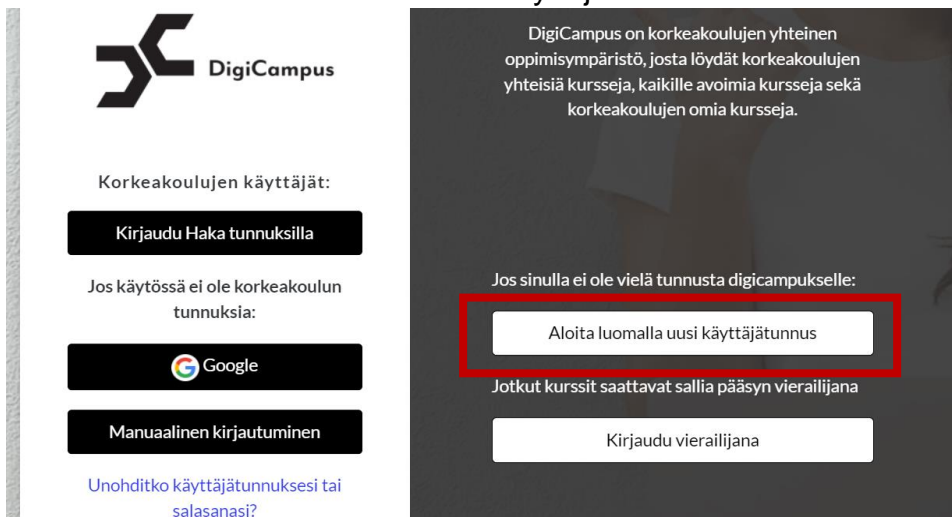 DigiCampus
Korkeakoulujen käyttäjät:
Kirjaudu Haka tunnuksilla
Jos käytössä ei ole korkeakoulun
tunnuksia:
Google
Manuaalinen kirjautuminen
Unohditko käyttäjätunnuksesi tai
salasanasi?
DigiCampus on korkeakoulujen yhteinen
oppimisympäristö, josta löydät korkeakoulujen
yhteisiä kursseja, kaikille avoimia kursseja sekä
korkeakoulujen omia kursseja.
Jos sinulla ei ole vielä tunnusta digicampukselle:
Aloita luomalla uusi käyttäjätunnus
Jotkut kurssit saattavat sallia pääsyn vierailijana
Kirjaudu vierailijana